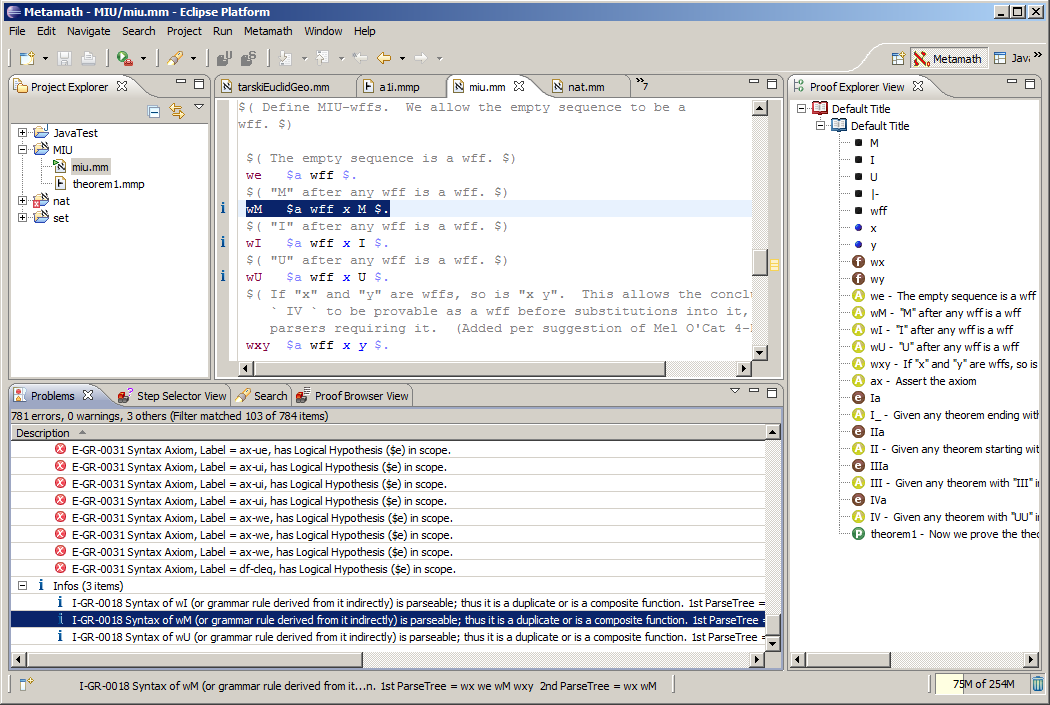 Metamath - MIU/miu.mm - Eclipse Platform
File Edit Navigate Search Project Run Metamath Window Help
Metamath Jav
Project Explorer
JavaTest
MIU
miu.mm
theorem1.mmp
nat
set
tarskiEuclidGeo.mm a1i.mmp miu.mm nat.mm 7
$( Define MIU-wffs. We allow the empty sequence to be a
wff. $)
$( The empty sequence is a wff. $)
we $a wff $.
$( "M" after any wff is a wff. $)
wM $a wff x M $.
$( "I" after any wff is a wff. $)
wI $a wff x I $.
$( "U" after any wff is a wff. $)
wU $a wff x U $.
$( If "x" and "y" are wffs, so is "x y". This allows the conclu
` IV ` to be provable as a wff before substitutions into it,
parsers requiring it. (Added per suggestion of Mel O'Cat 4-
wxy $a wff x y $.
Proof Explorer View
Default Title
Default Title
M
I
U
|-
wff
x
y
wx
wy
we - The empty sequence is a wff
wM - "M" after any wff is a wff
wI - "I" after any wff is a wff
wU - "U" after any wff is a wff
wxy - If "x" and "y" are wffs, so is
ax - Assert the axiom
Ia
I_ - Given any theorem ending with
IIa
II - Given any theorem starting wit
IIIa
III - Given any theorem with "III" i
IVa
IV - Given any theorem with "UU" i
theorem1 - Now we prove the theo
Problems Step Selector View Search Proof Browser View
781 errors, 0 warnings, 3 others (Filter matched 103 of 784 items)
Description
E-GR-0031 Syntax Axiom, Label = ax-ue, has Logical Hypothesis ($e) in scope.
E-GR-0031 Syntax Axiom, Label = ax-ui, has Logical Hypothesis ($e) in scope.
E-GR-0031 Syntax Axiom, Label = ax-ui, has Logical Hypothesis ($e) in scope.
E-GR-0031 Syntax Axiom, Label = ax-ui, has Logical Hypothesis ($e) in scope.
E-GR-0031 Syntax Axiom, Label = ax-we, has Logical Hypothesis ($e) in scope.
E-GR-0031 Syntax Axiom, Label = ax-we, has Logical Hypothesis ($e) in scope.
E-GR-0031 Syntax Axiom, Label = ax-we, has Logical Hypothesis ($e) in scope.
E-GR-0031 Syntax Axiom, Label = df-cleq, has Logical Hypothesis ($e) in scope.
Infos (3 items)
I-GR-0018 Syntax of wI (or grammar rule derived from it indirectly) is parseable; thus it is a duplicate or is a composite function. 1st ParseTree =
I-GR-0018 Syntax of wM (or grammar rule derived from it indirectly) is parseable; thus it is a duplicate or is a composite function. 1st ParseTree =
I-GR-0018 Syntax of wU (or grammar rule derived from it indirectly) is parseable; thus it is a duplicate or is a composite function. 1st ParseTree =
I-GR-0018 Syntax of wM (or grammar rule derived from it...n. 1st ParseTree = wx we wM wxy 2nd ParseTree = wx wM
75M of 254M